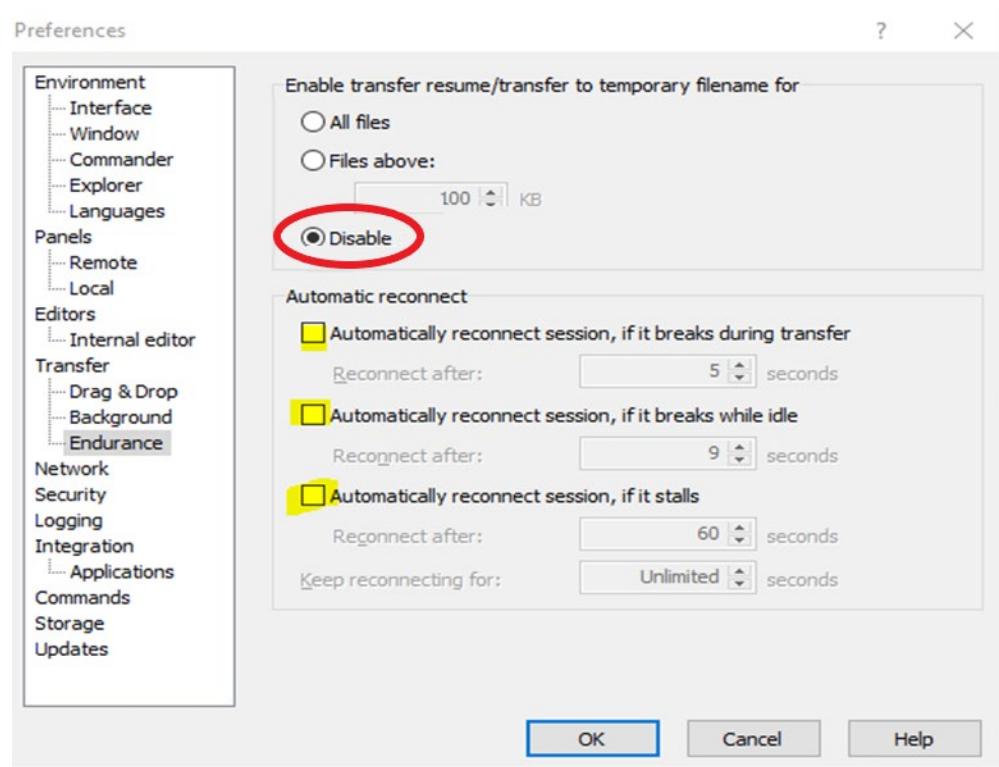 Preferences
?
Environment
Interface
Window
Commander
Explorer
Languages
Panels
Remote
Local
Editors
Internal editor
Transfer
Drag & Drop
Background
Endurance
Network
Security
Logging
Integration
Applications
Commands
Storage
Updates
Enable transfer resume/transfer to temporary filename for
All files
Files above:
100 KB
Disable
Automatic reconnect
Automatically reconnect session, if it breaks during transfer
Reconnect after: 5 seconds
Automatically reconnect session, if it breaks while idle
Reconnect after: 9 seconds
Automatically reconnect session, if it stalls
Reconnect after: 60 seconds
Keep reconnecting for: Unlimited seconds
OK Cancel Help